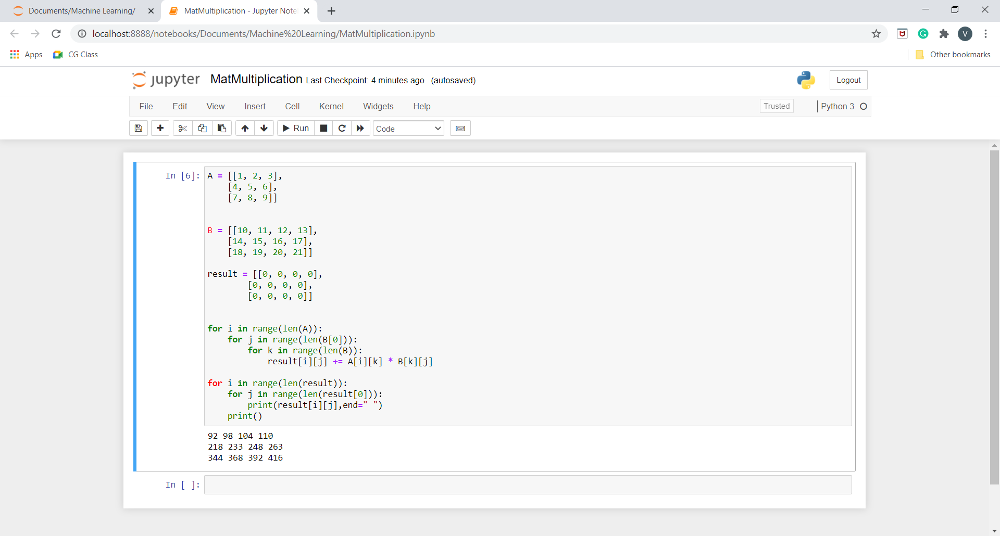 Documents/Machine Learning/
MatMultiplication - Jupyter Note
localhost:8888/notebooks/Documents/Machine%20Learning/MatMultiplication.ipynb
V
Apps
CG Class
Other bookmarks
jupyter MatMultiplication Last Checkpoint: 4 minutes ago (autosaved)
Logout
File Edit View Insert Cell Kernel Widgets Help
Trusted
Python 3
Run
Code
In [6]:
A = [[1, 2, 3],
    [4, 5, 6],
    [7, 8, 9]]
B = [[10, 11, 12, 13],
    [14, 15, 16, 17],
    [18, 19, 20, 21]]
result = [[0, 0, 0, 0],
        [0, 0, 0, 0],
        [0, 0, 0, 0]]
for i in range(len(A)):
    for j in range(len(B[0])):
        for k in range(len(B)):
            result[i][j] += A[i][k] * B[k][j]
for i in range(len(result)):
    for j in range(len(result[0])):
        print(result[i][j],end=" ")
    print()
92 98 104 110
218 233 248 263
344 368 392 416
In [ ]: